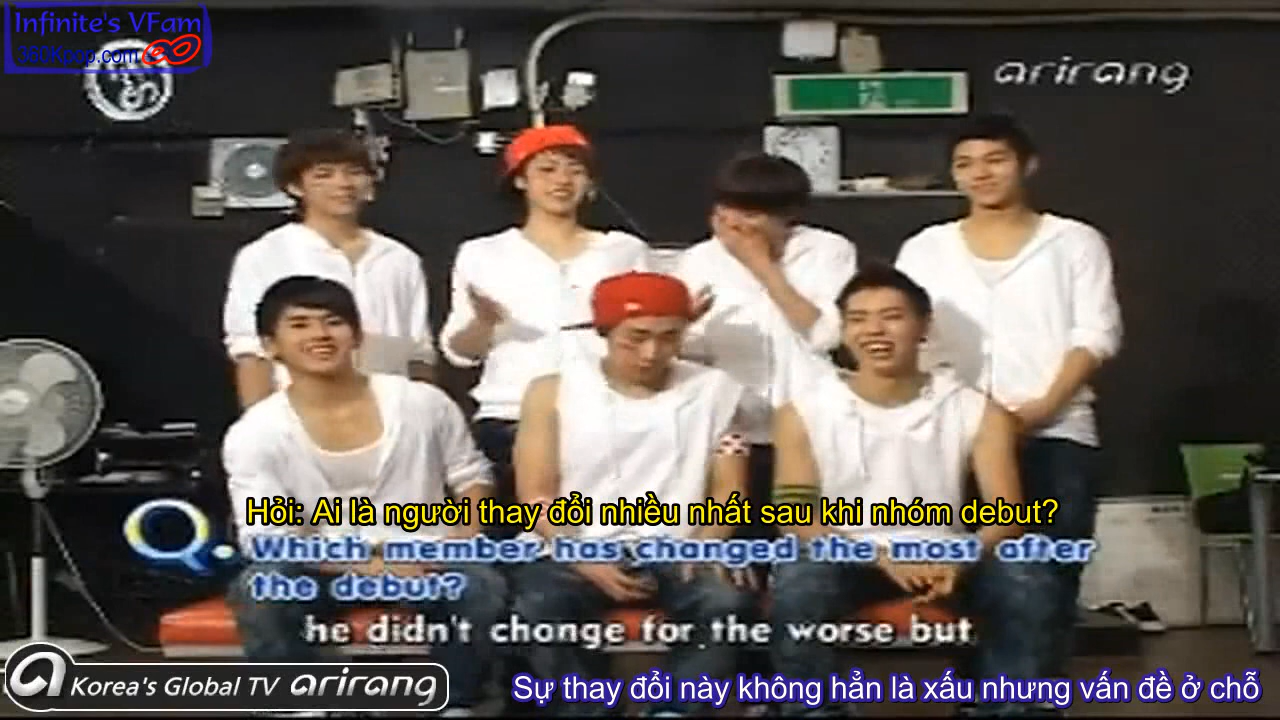 Infinite's VFam
360Kpop.com
arirang
Hỏi: Ai là người thay đổi nhiều nhất sau khi nhóm debut?
Q. Which member has changed the most after
the debut?
he didn't change for the worse but
a Korea's Global TV arirang
Sự thay đổi này không hẳn là xấu nhưng vấn đề ở chỗ